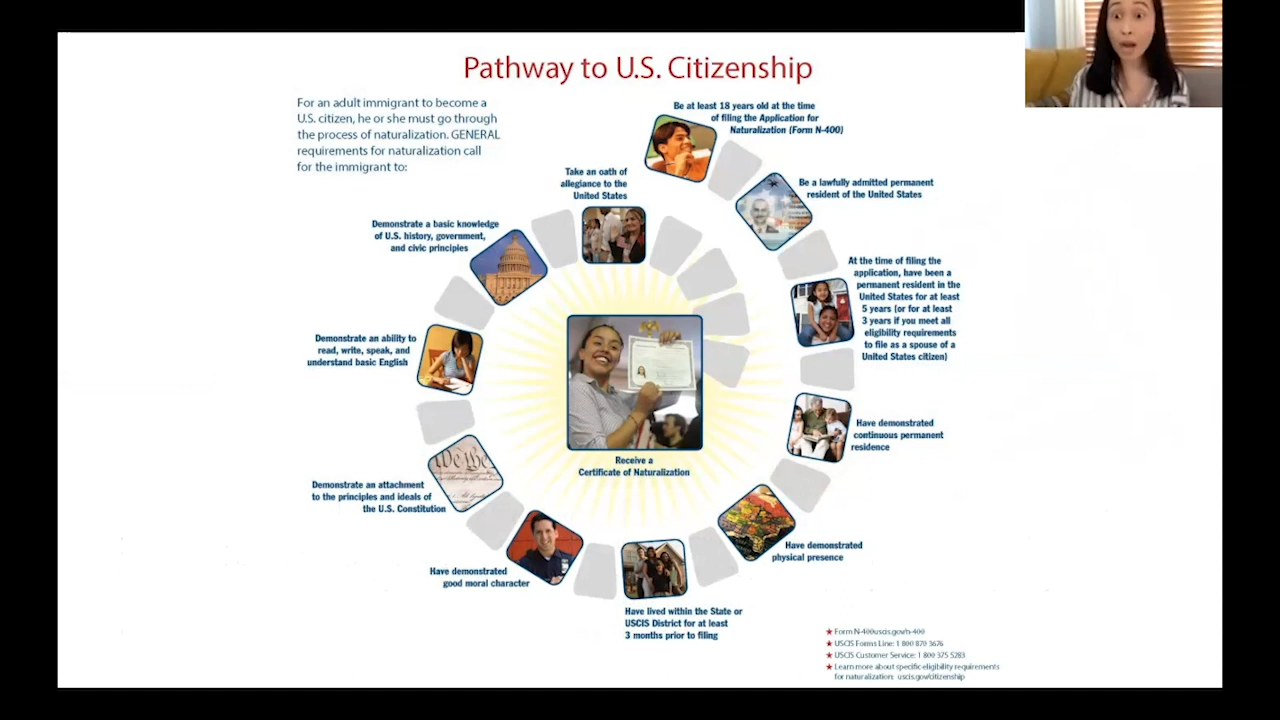 Pathway to U.S. Citizenship
For an adult immigrant to become a
U.S. citizen, he or she must go through
the process of naturalization. GENERAL
requirements for naturalization call
for the immigrant to:
Be at least 18 years old at the time
of filing the Application for
Naturalization (Form N-400)
Be a lawfully admitted permanent
resident of the United States
At the time of filing the
application, have been a
permanent resident in the
United States for at least
5 years (or for at least
3 years if you meet all
eligibility requirements
to file as a spouse of a
United States citizen)
Have demonstrated
continuous permanent
residence
Have demonstrated
physical presence
Have lived within the State or
USCIS District for at least
3 months prior to filing
Have demonstrated
good moral character
Demonstrate an attachment
to the principles and ideals of
the U.S. Constitution
We the
Demonstrate an ability to
read, write, speak, and
understand basic English
Demonstrate a basic knowledge
of U.S. history, government,
and civic principles
Take an oath of
allegiance to the
United States
Receive a
Certificate of Naturalization
Form N-400uscis.gov/n-400
USCIS Forms Line: 1 800 870 3676
USCIS Customer Service: 1 800 375 5283
Learn more about specific eligibility requirements
for naturalization: uscis.gov/citizenship